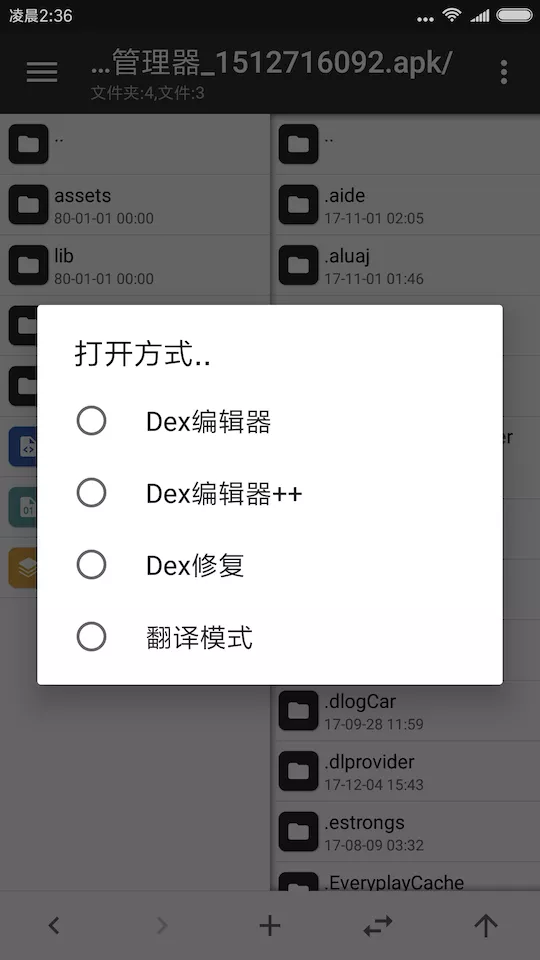 凌晨2:36
...管理器_1512716092.apk/
文件夹:4,文件:3
..
assets
80-01-01 00:00
lib
80-01-01 00:00
..
.aide
17-11-01 02:05
.aluaj
17-11-01 01:46
er
打开方式..
Dex编辑器
Dex编辑器++
Dex修复
翻译模式
.dlogCar
17-09-28 11:59
.dlprovider
17-12-04 15:43
.estrongs
17-08-09 03:32
.EveryplayCache